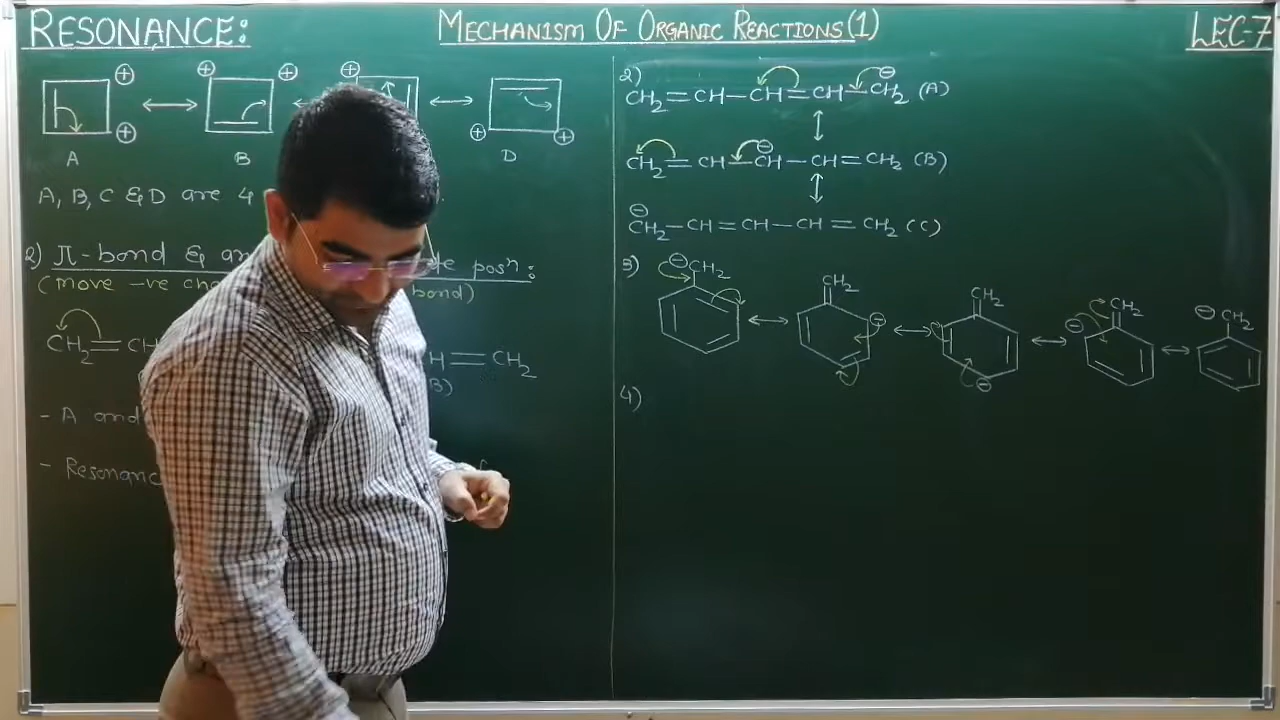 RESONANCE:
MECHANISM OF ORGANIC REACTIONS(1)
LEC-7
⊕ ⊕ ⊕ ⊕
⊕ ⊕ ⊕
A B D
A, B, C & D are 4
2) π-bond & an posⁿ:
(move -ve bond)
CH₂=CH
H=CH₂
B)
- A and
- Resonance
2) CH₂=CH-CH=CH-CH₂⊖ (A)
↕
CH₂=CH-CH⊖-CH=CH₂ (B)
↕
⊖CH₂-CH=CH-CH=CH₂ (C)
3) ⊖CH₂ ↔ CH₂ ⊖ ↔ CH₂ ⊖ ↔ CH₂ ⊖ ↔ ⊖CH₂
4)